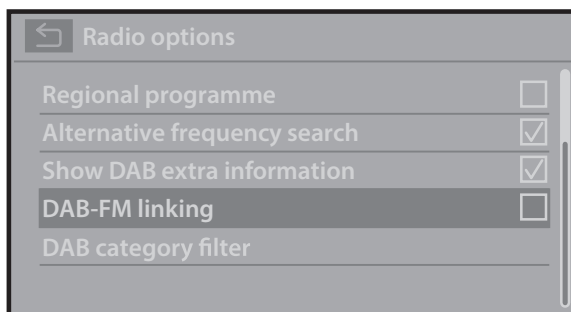 Radio options
Regional programme
Alternative frequency search
Show DAB extra information
DAB-FM linking
DAB category filter